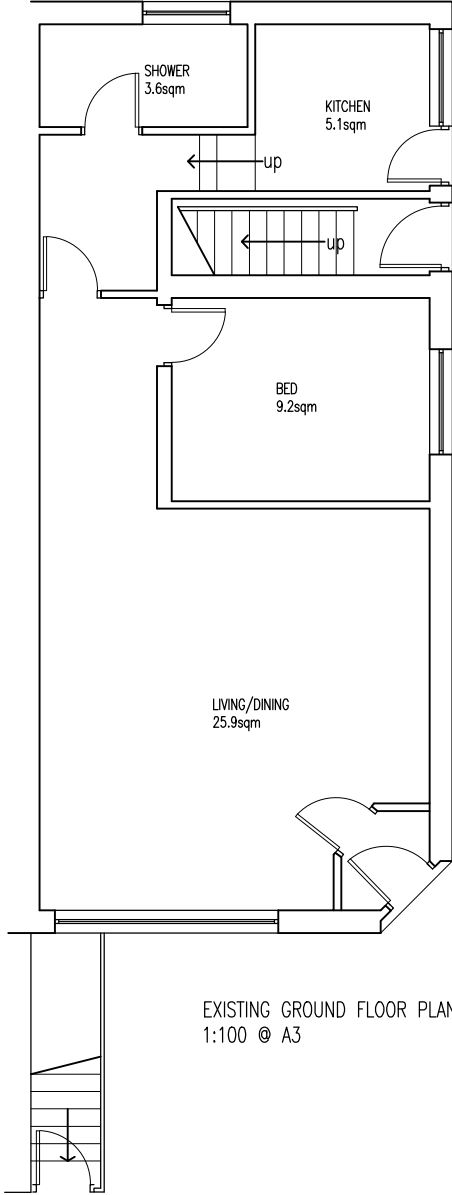 SHOWER
3.6sqm
KITCHEN
5.1sqm
up
up
BED
9.2sqm
LIVING/DINING
25.9sqm
EXISTING GROUND FLOOR PLAN
1:100 @ A3